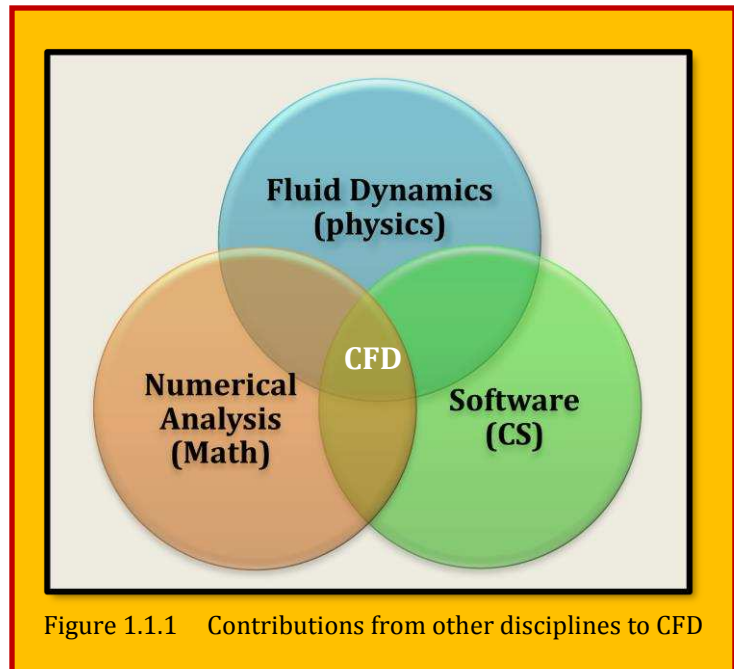 Fluid Dynamics
(physics)
CFD
Numerical
Analysis
(Math)
Software
(CS)
Figure 1.1.1 Contributions from other disciplines to CFD